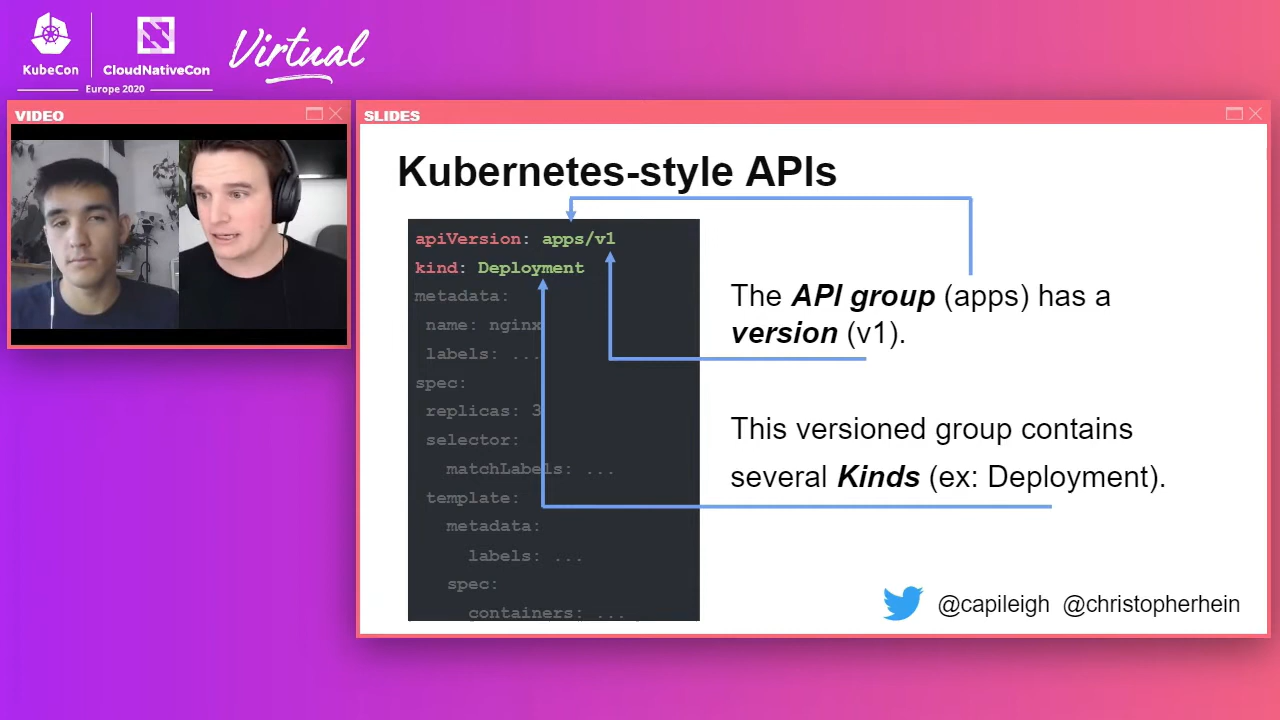 KubeCon
CloudNativeCon
Europe 2020
Virtual
VIDEO
SLIDES
Kubernetes-style APIs
apiVersion: apps/v1
kind: Deployment
metadata:
name: nginx
labels: ...
spec:
replicas: 3
selector:
matchLabels: ...
template:
metadata:
labels: ...
spec:
containers: ...
The API group (apps) has a
version (v1).
This versioned group contains
several Kinds (ex: Deployment).
@capileigh @christopherhein